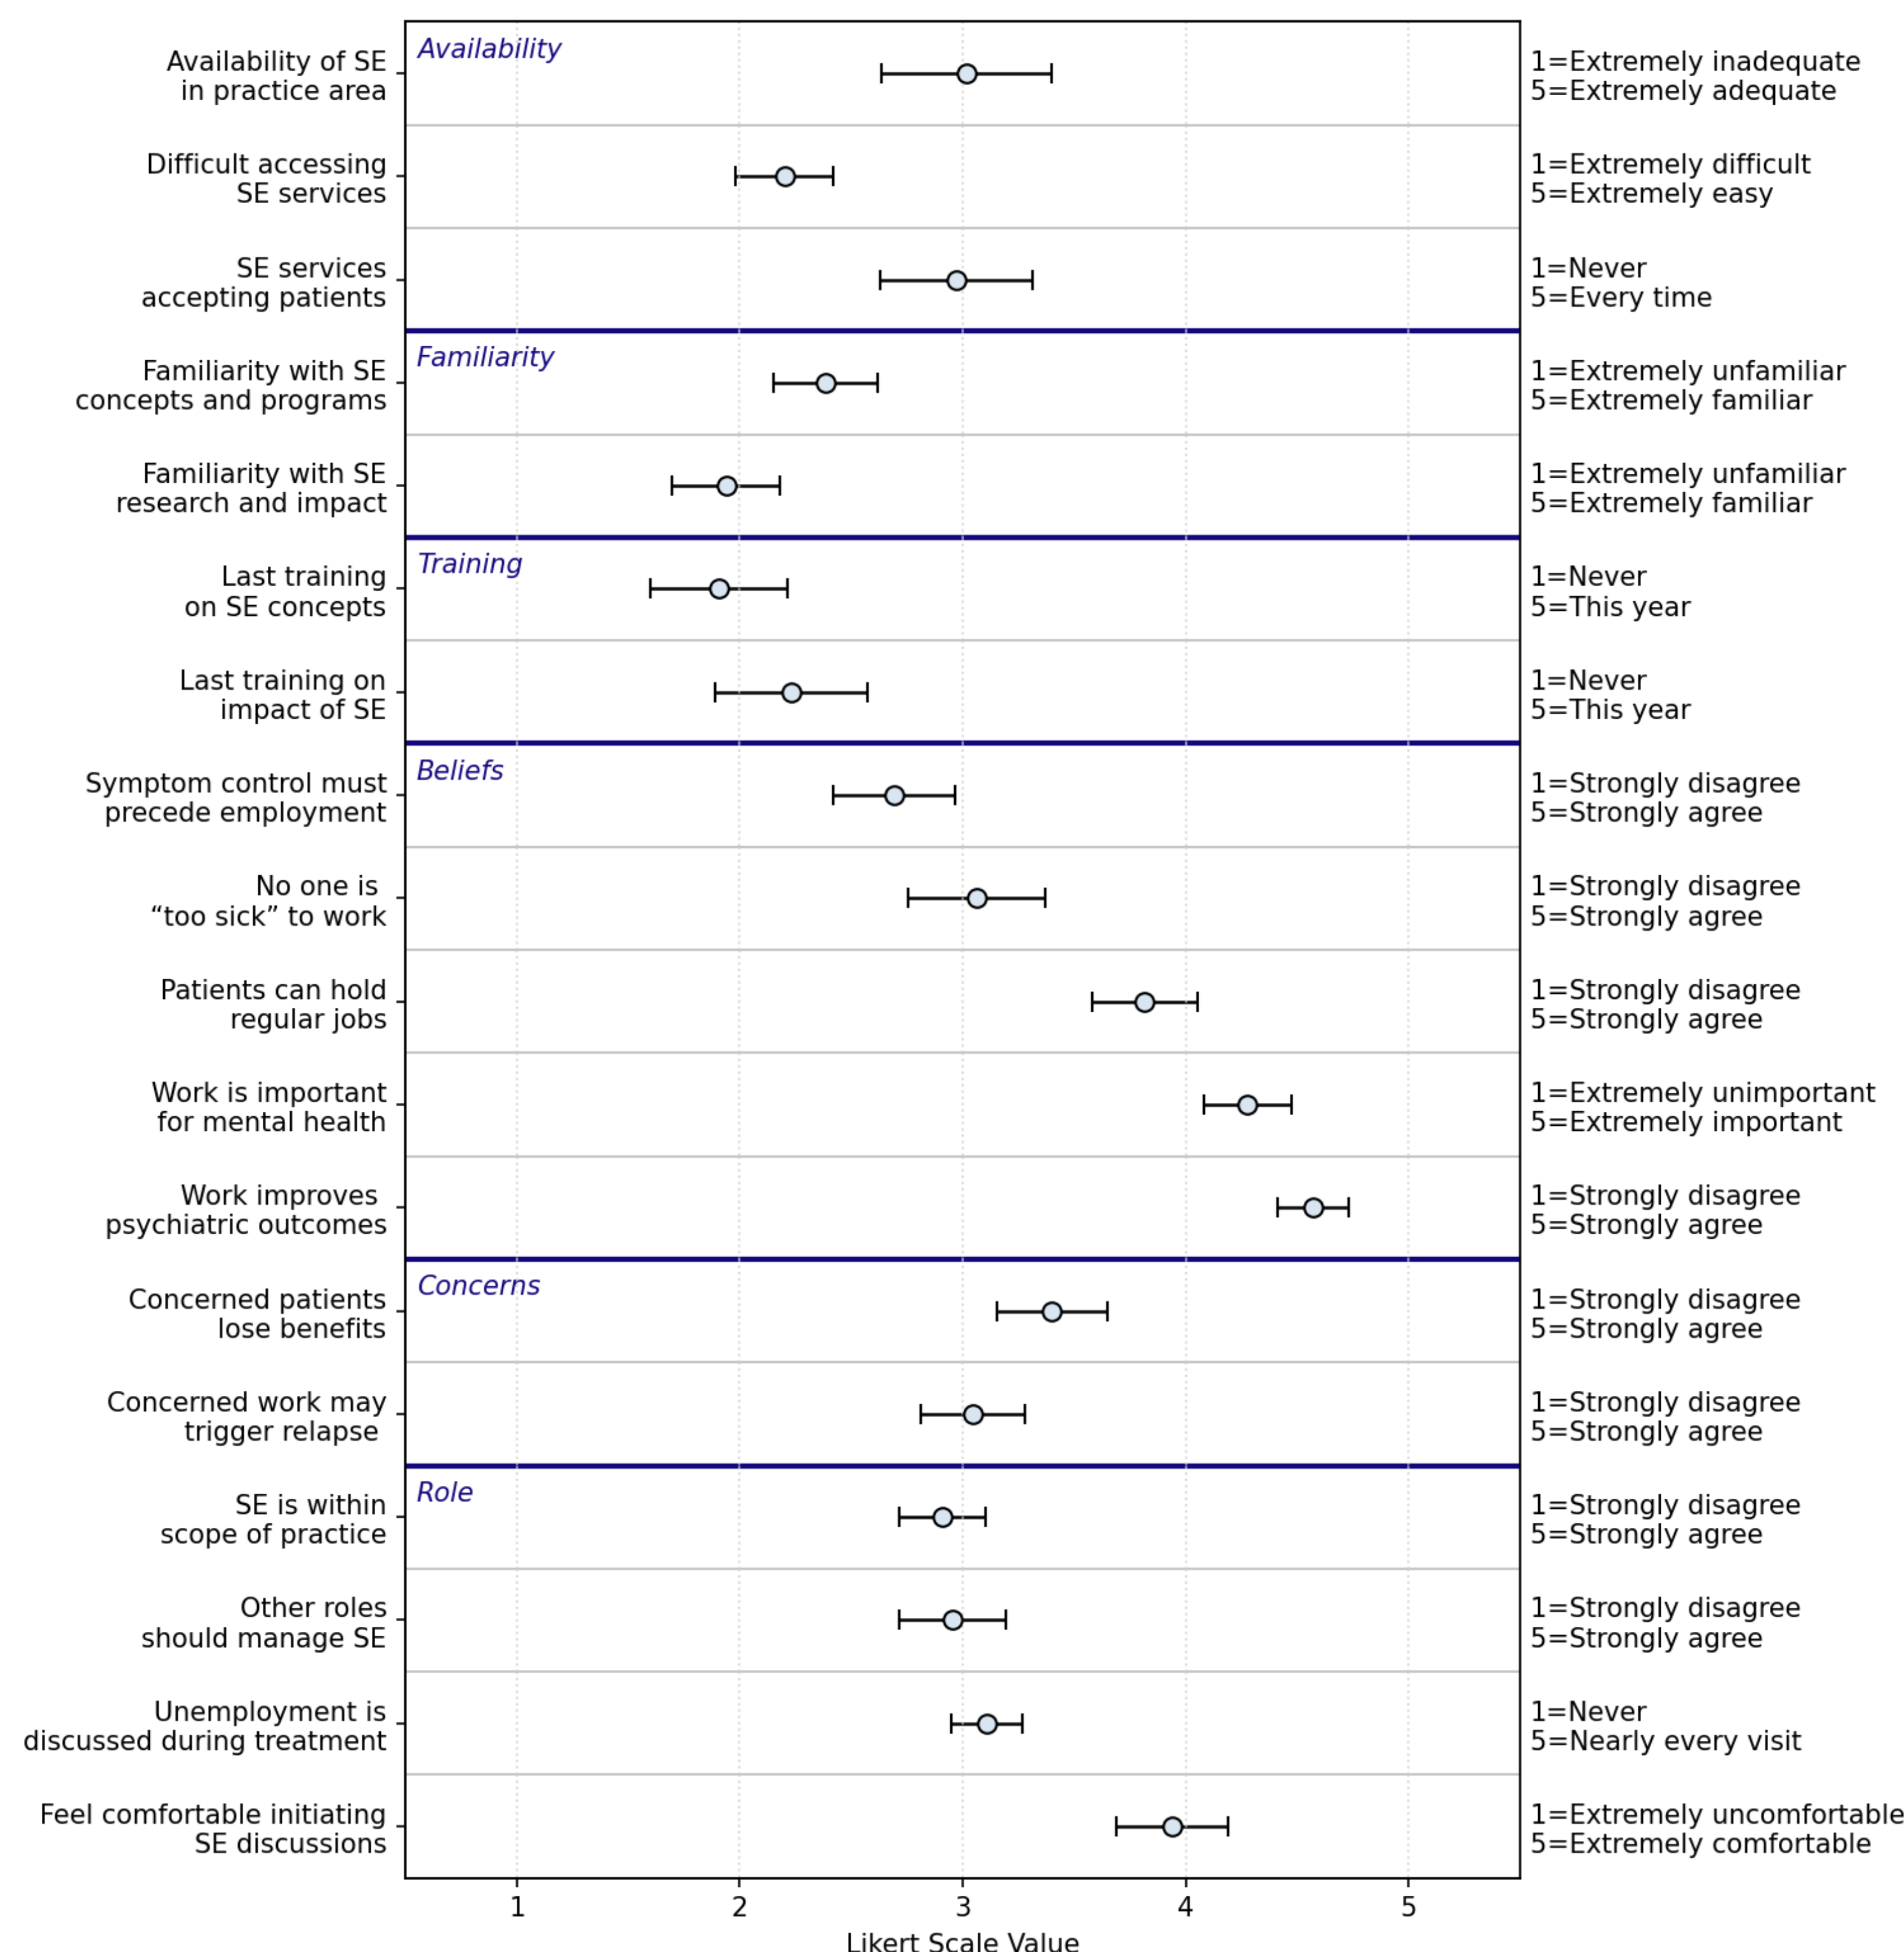 Availability
Availability of SE
in practice area
1=Extremely inadequate
5=Extremely adequate
Difficult accessing
SE services
1=Extremely difficult
5=Extremely easy
SE services
accepting patients
1=Never
5=Every time
Familiarity
Familiarity with SE
concepts and programs
1=Extremely unfamiliar
5=Extremely familiar
Familiarity with SE
research and impact
1=Extremely unfamiliar
5=Extremely familiar
Training
Last training
on SE concepts
1=Never
5=This year
Last training on
impact of SE
1=Never
5=This year
Beliefs
Symptom control must
precede employment
1=Strongly disagree
5=Strongly agree
No one is
“too sick” to work
1=Strongly disagree
5=Strongly agree
Patients can hold
regular jobs
1=Strongly disagree
5=Strongly agree
Work is important
for mental health
1=Extremely unimportant
5=Extremely important
Work improves
psychiatric outcomes
1=Strongly disagree
5=Strongly agree
Concerns
Concerned patients
lose benefits
1=Strongly disagree
5=Strongly agree
Concerned work may
trigger relapse
1=Strongly disagree
5=Strongly agree
Role
SE is within
scope of practice
1=Strongly disagree
5=Strongly agree
Other roles
should manage SE
1=Strongly disagree
5=Strongly agree
Unemployment is
discussed during treatment
1=Never
5=Nearly every visit
Feel comfortable initiating
SE discussions
1=Extremely uncomfortable
5=Extremely comfortable
1 2 3 4 5
Likert Scale Value